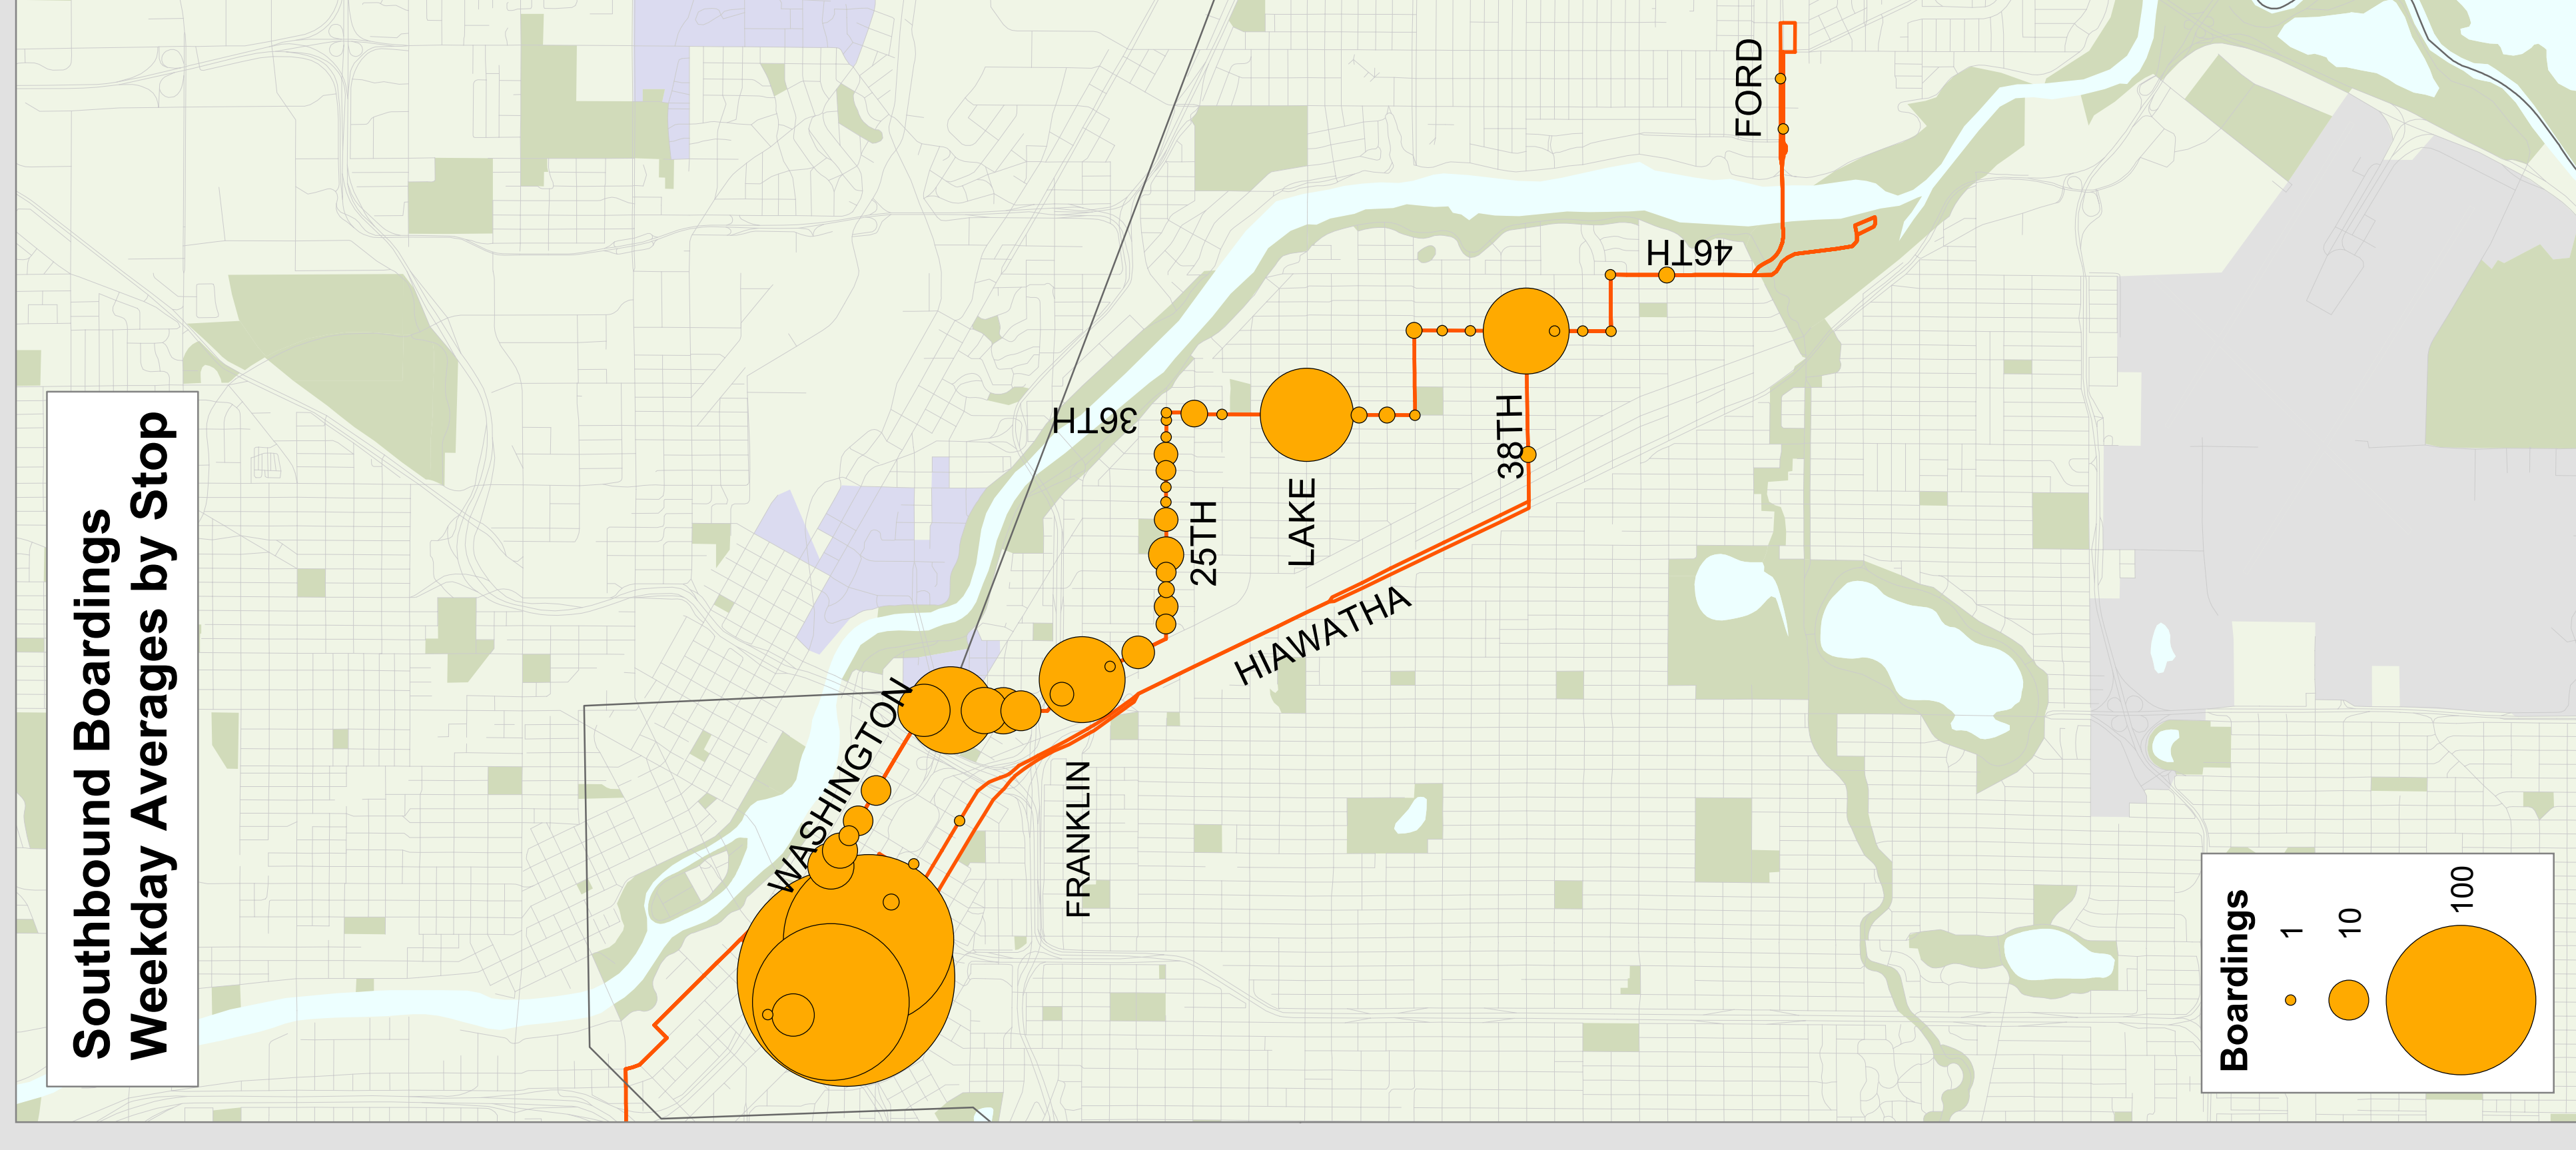 Southbound Boardings
Weekday Averages by Stop
FORD
46TH
36TH
38TH
25TH
LAKE
HIAWATHA
WASHINGTON
FRANKLIN
Boardings
1
10
100